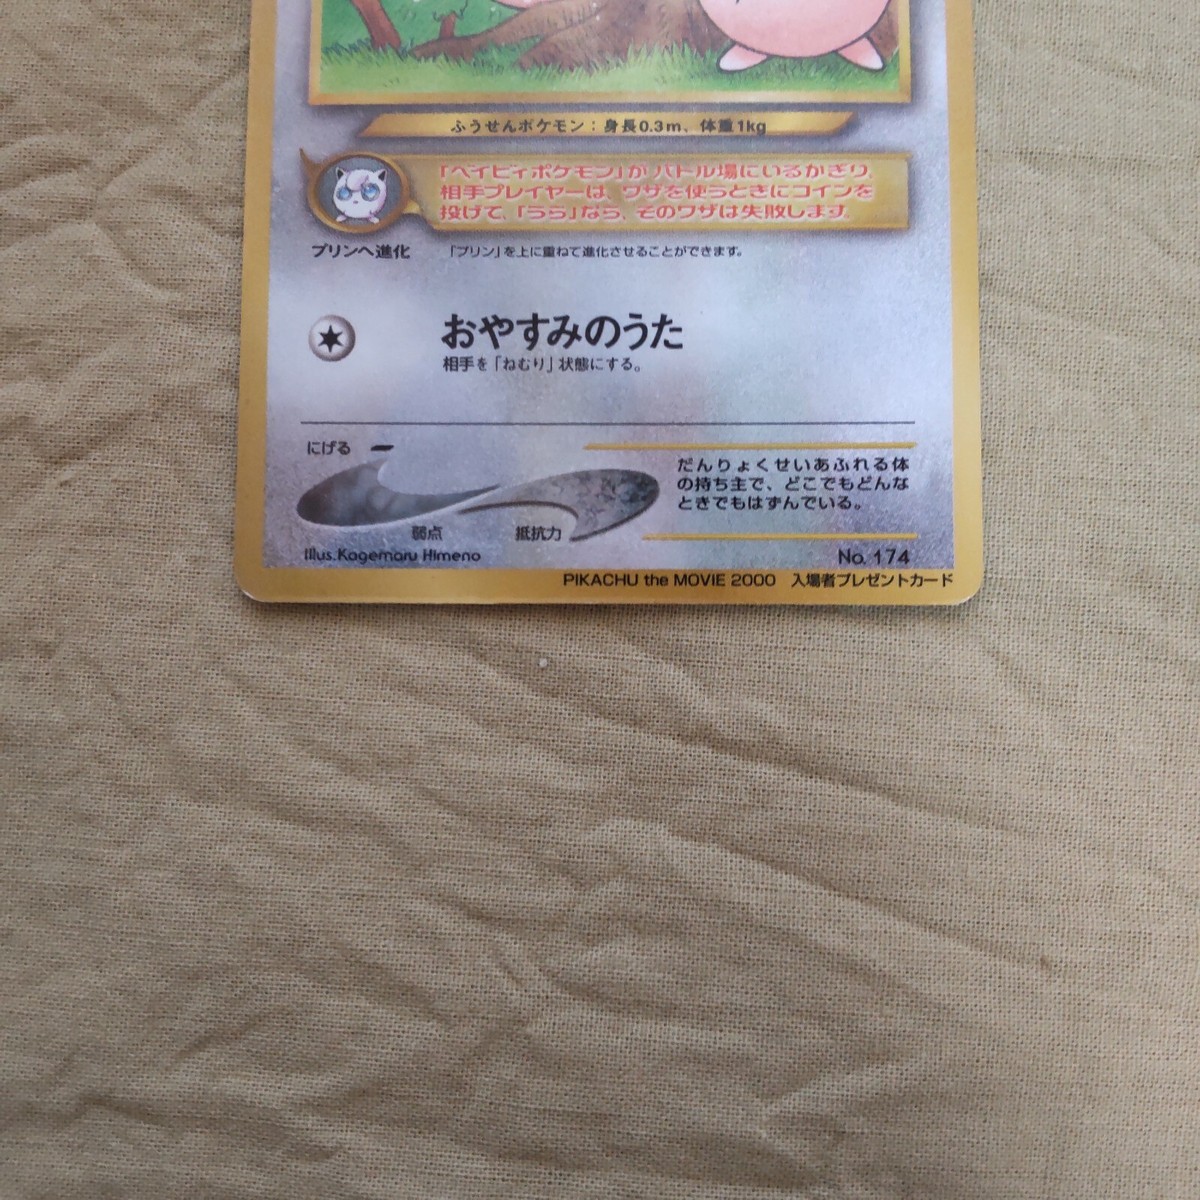 ふうせんポケモン：身長0.3m、体重1kg
「ベイビィポケモン」がバトル場にいるかぎり、
相手プレイヤーは、ワザを使うときにコインを
投げて、「うら」なら、そのワザは失敗します。
プリンへ進化
「プリン」を上に重ねて進化させることができます。
おやすみのうた
相手を「ねむり」状態にする。
にげる
だんりょくせいあふれる体
の持ち主で、どこでもどんな
ときでもはずんでいる。
弱点
抵抗力
Illus.Kagemaru Himeno
No. 174
PIKACHU the MOVIE 2000 入場者プレゼントカード